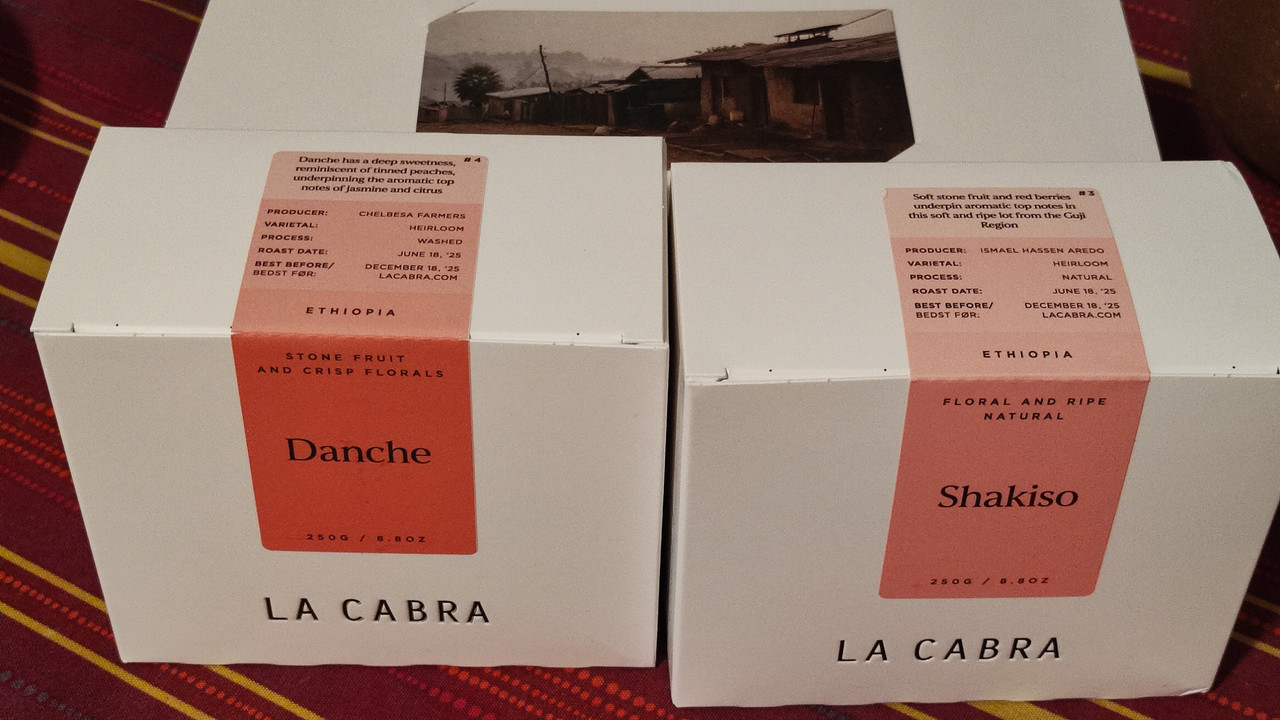 Danche has a deep sweetness,
reminiscent of tinned peaches,
underpinning the aromatic top
notes of jasmine and citrus
#4
PRODUCER: CHELBESA FARMERS
VARIETAL: HEIRLOOM
PROCESS: WASHED
ROAST DATE: JUNE 18, '25
BEST BEFORE/ DECEMBER 18, '25
BEDST FØR: LACABRA.COM
ETHIOPIA
STONE FRUIT
AND CRISP FLORALS
Danche
250G / 8.8OZ
LA CABRA
Soft stone fruit and red berries
underpin aromatic top notes in
this soft and ripe lot from the Guji
Region
#3
PRODUCER: ISMAEL HASSEN AREDO
VARIETAL: HEIRLOOM
PROCESS: NATURAL
ROAST DATE: JUNE 18, '25
BEST BEFORE/ DECEMBER 18, '25
BEDST FØR: LACABRA.COM
ETHIOPIA
FLORAL AND RIPE
NATURAL
Shakiso
250G / 8.8OZ
LA CABRA